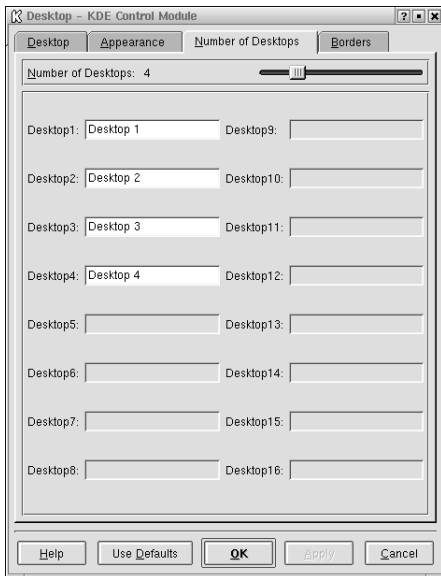 Desktop - KDE Control Module
Desktop Appearance Number of Desktops Borders
Number of Desktops: 4
Desktop1: Desktop 1 Desktop9:
Desktop2: Desktop 2 Desktop10:
Desktop3: Desktop 3 Desktop11:
Desktop4: Desktop 4 Desktop12:
Desktop5: Desktop13:
Desktop6: Desktop14:
Desktop7: Desktop15:
Desktop8: Desktop16:
Help Use Defaults OK Apply Cancel